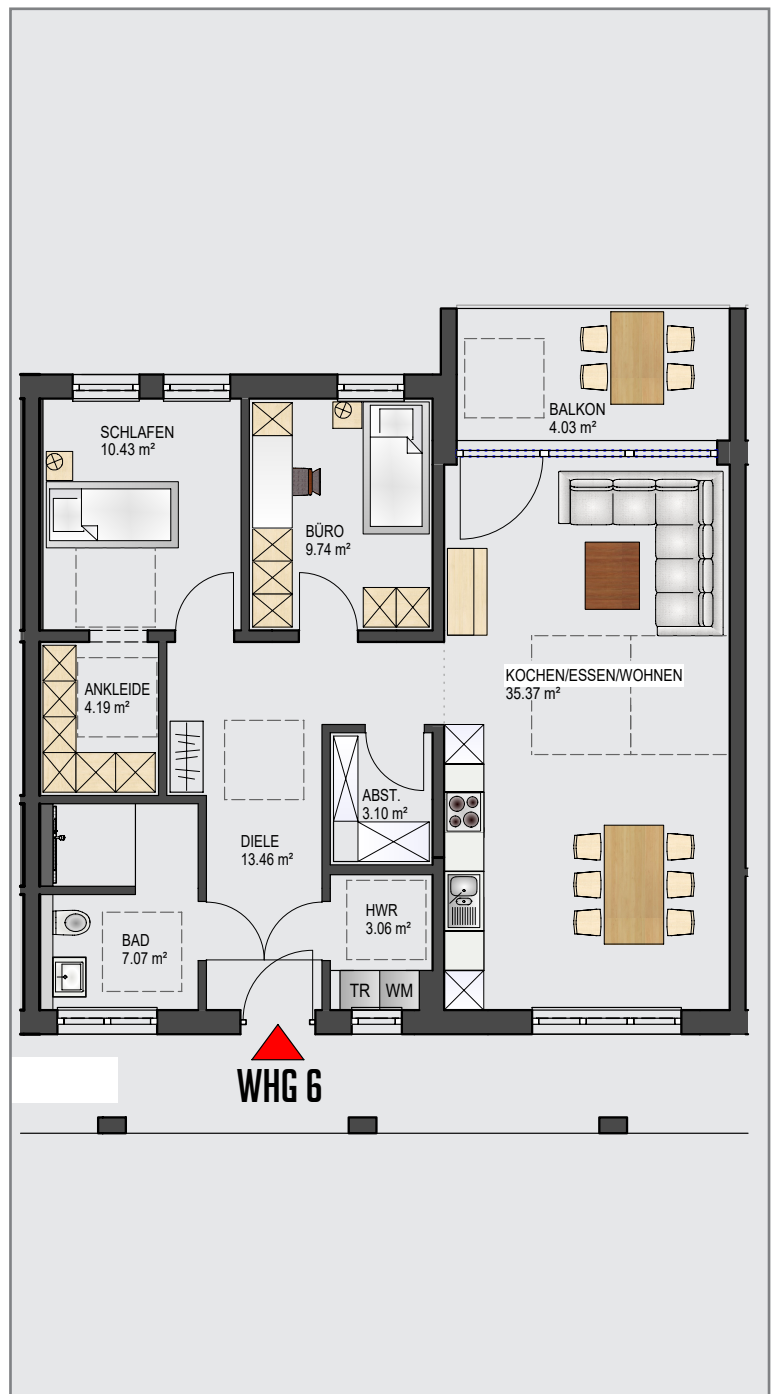 BALKON
4.03 m²
SCHLAFEN
10.43 m²
BÜRO
9.74 m²
KOCHEN/ESSEN/WOHNEN
35.37 m²
ANKLEIDE
4.19 m²
ABST.
3.10 m²
DIELE
13.46 m²
HWR
3.06 m²
BAD
7.07 m²
TR
WM
WHG 6